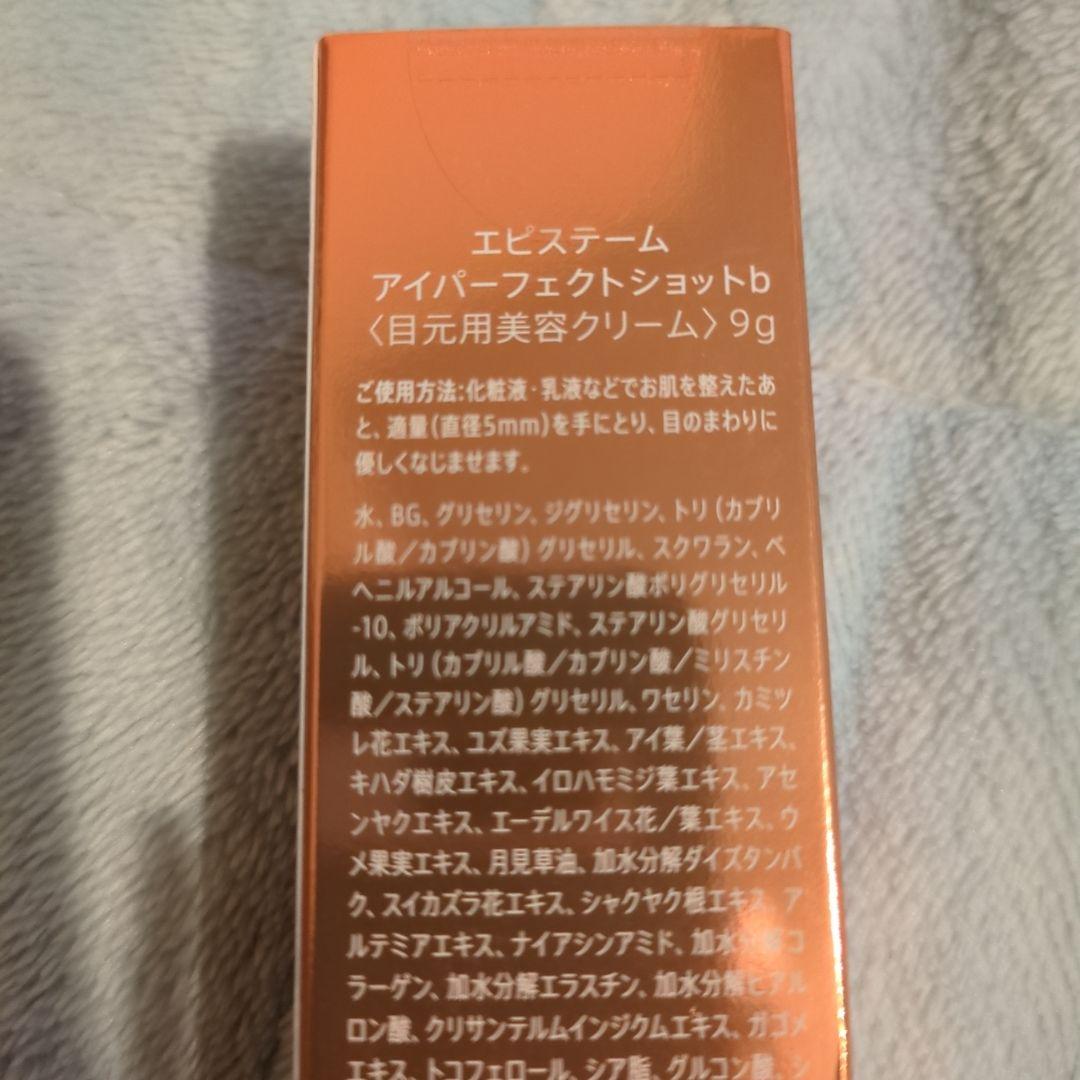 エピステーム
アイパーフェクトショットb
〈目元用美容クリーム〉9g
ご使用方法:化粧液・乳液などでお肌を整えたあ
と、適量(直径5mm)を手にとり、目のまわりに
優しくなじませます。
水、BG、グリセリン、ジグリセリン、トリ(カプリ
ル酸/カプリン酸)グリセリル、スクワラン、ベ
ヘニルアルコール、ステアリン酸ポリグリセリル
-10、ポリアクリルアミド、ステアリン酸グリセリ
ル、トリ(カプリル酸/カプリン酸/ミリスチン
酸/ステアリン酸)グリセリル、ワセリン、カミツ
レ花エキス、ユズ果実エキス、アイ葉/茎エキス、
キハダ樹皮エキス、イロハモミジ葉エキス、アセ
ンヤクエキス、エーデルワイス花/葉エキス、ウ
メ果実エキス、月見草油、加水分解ダイズタンパ
ク、スイカズラ花エキス、シャクヤク根エキス、ア
ルテミアエキス、ナイアシンアミド、加水分解コ
ラーゲン、加水分解エラスチン、加水分解ヒアル
ロン酸、クリサンテルムインジクムエキス、ガゴメ
エキス、トコフェロール、シア脂、グルコン酸、シ